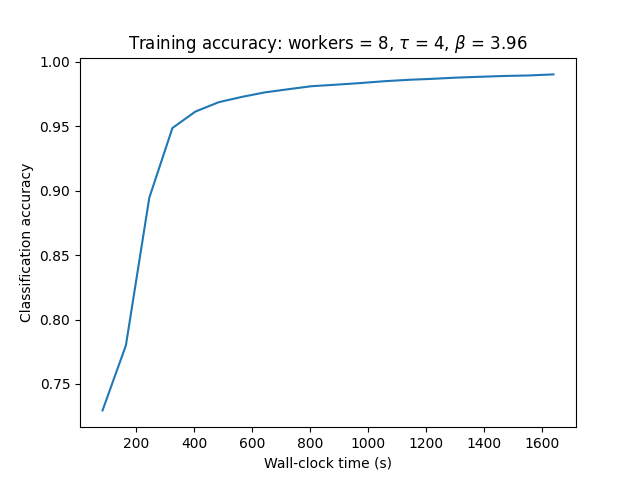 Training accuracy: workers = 8, τ = 4, β = 3.96
1.00
0.95
0.90
0.85
0.80
0.75
Classification accuracy
200 400 600 800 1000 1200 1400 1600
Wall-clock time (s)